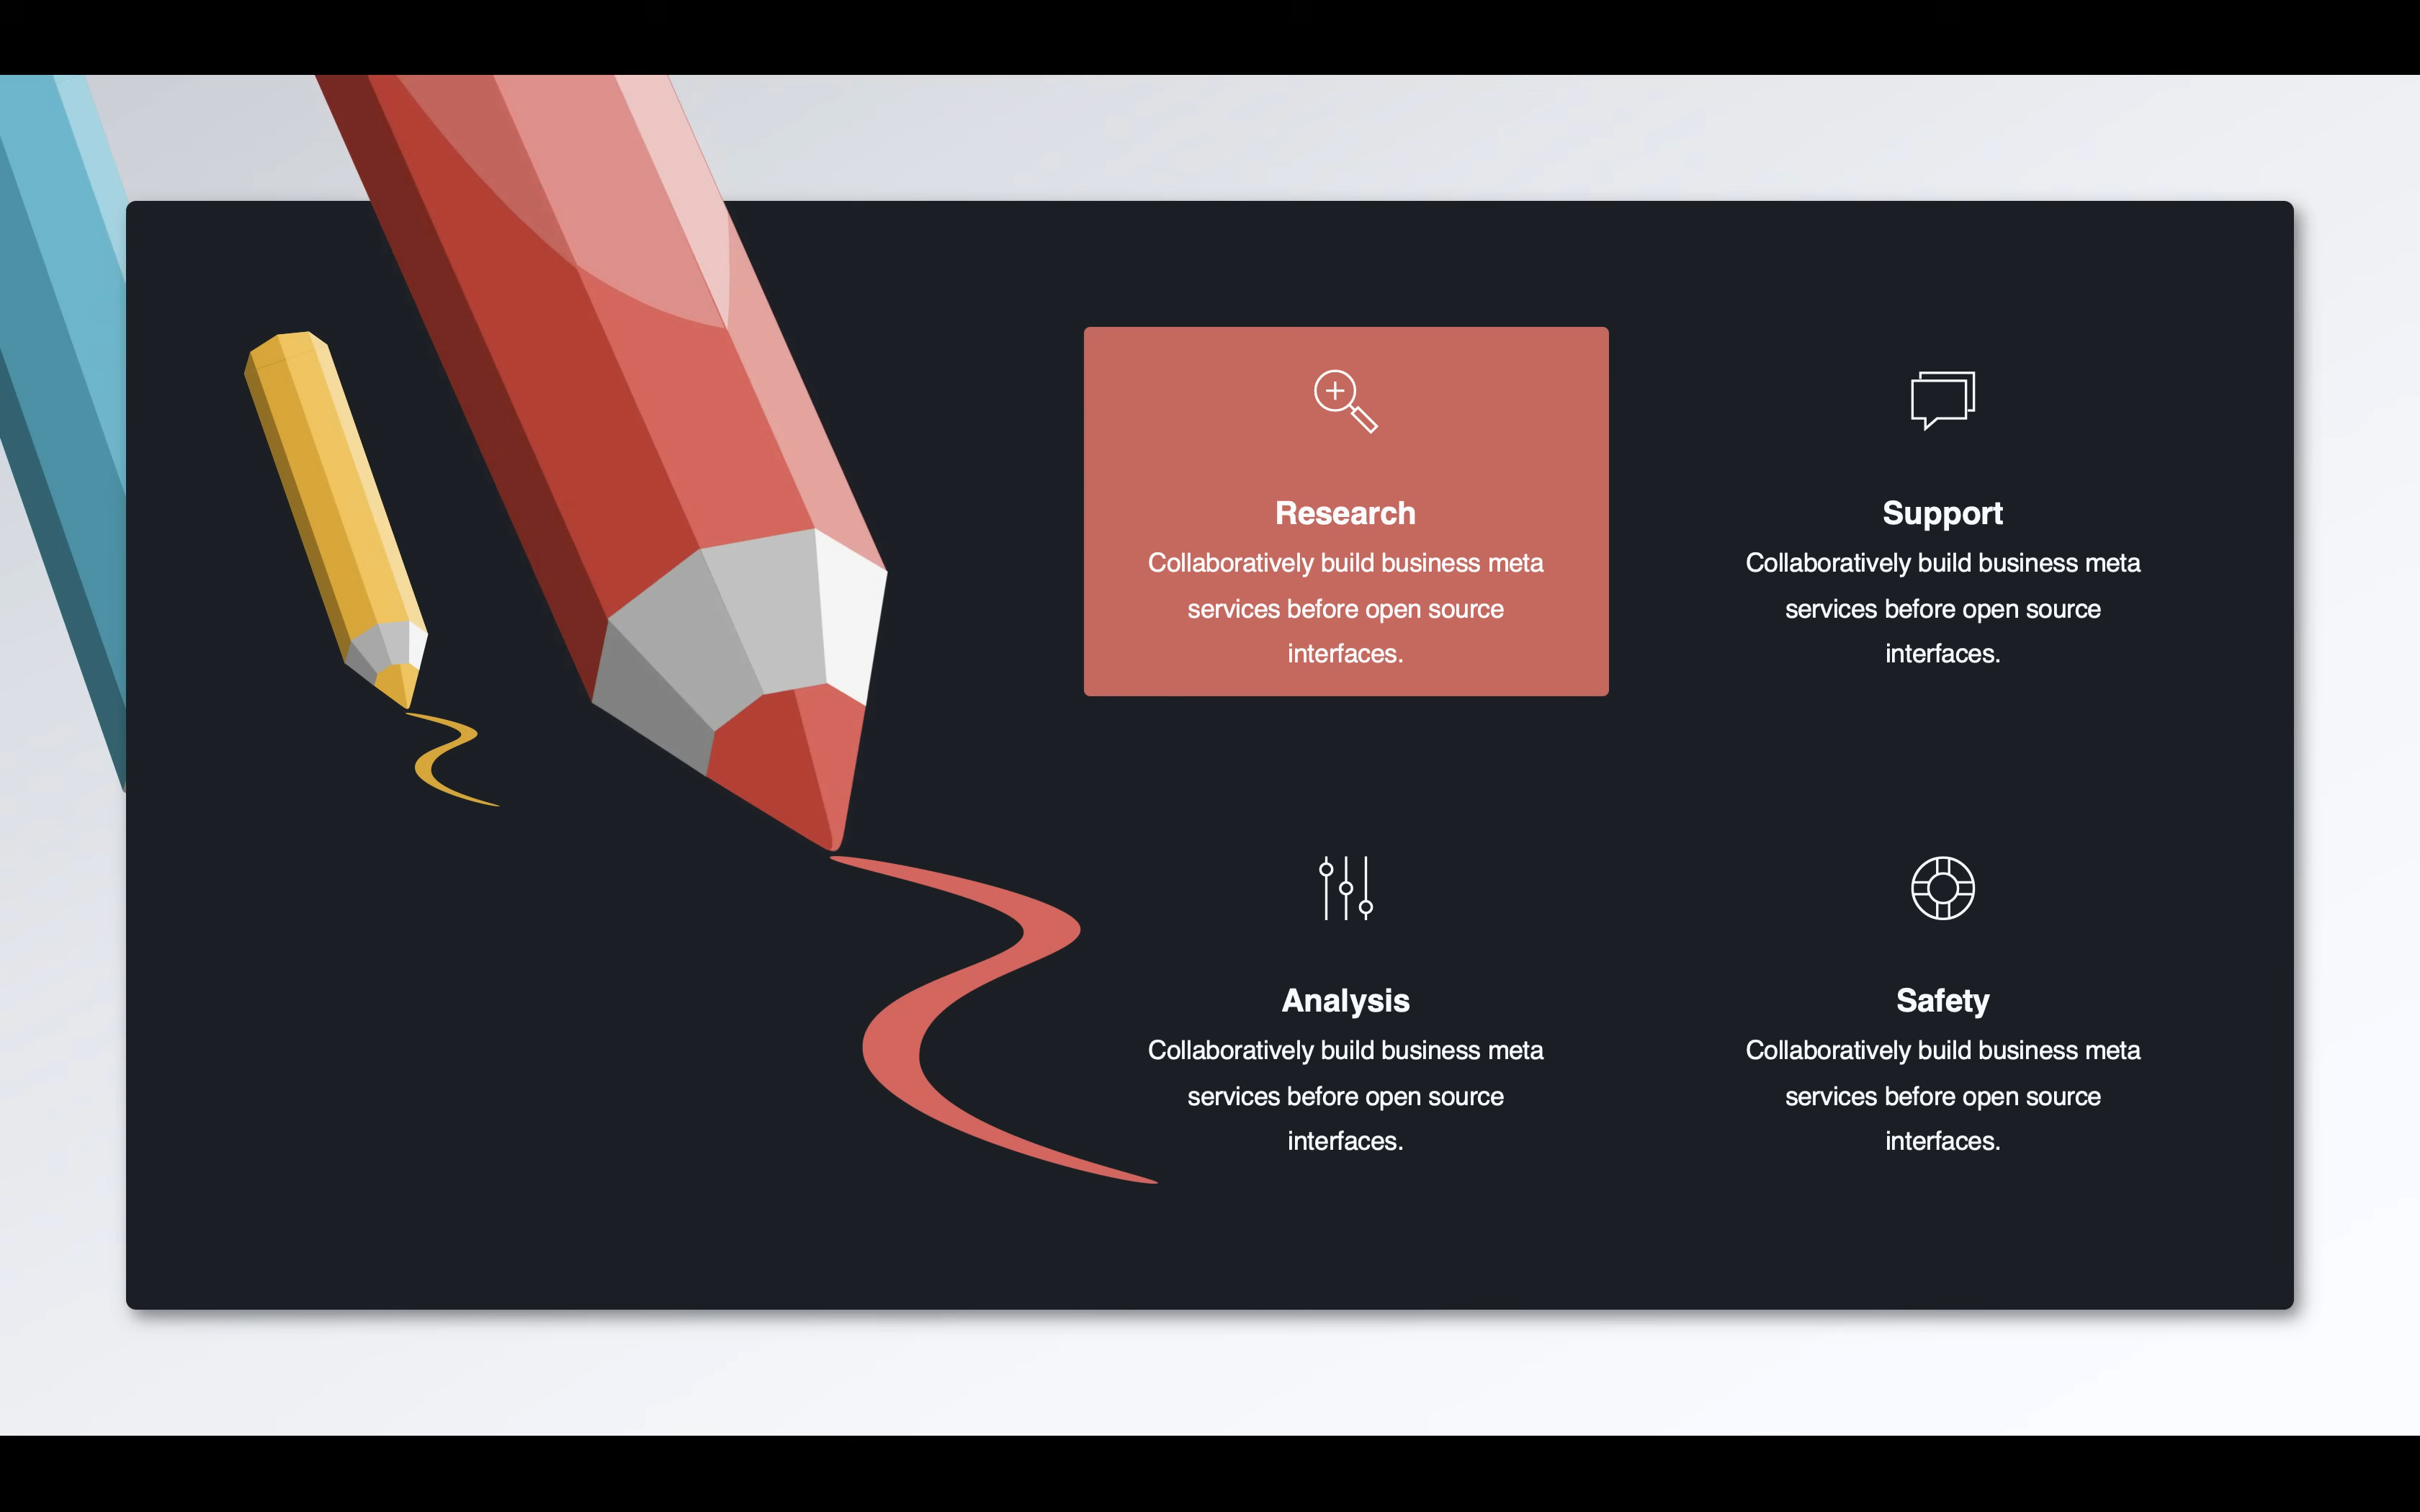 Research
Collaboratively build business meta
services before open source
interfaces.
Support
Collaboratively build business meta
services before open source
interfaces.
Analysis
Collaboratively build business meta
services before open source
interfaces.
Safety
Collaboratively build business meta
services before open source
interfaces.